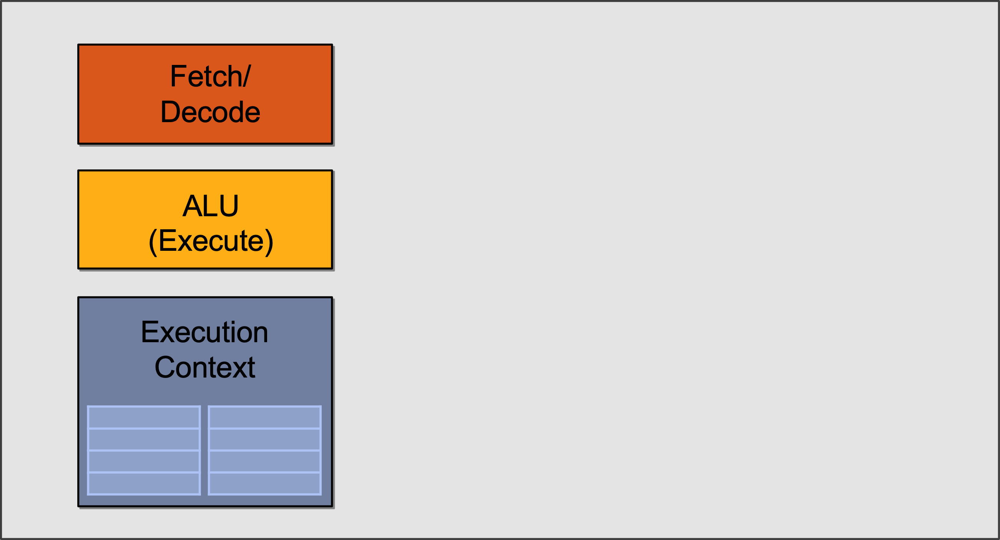 Fetch/
Decode
ALU
(Execute)
Execution
Context